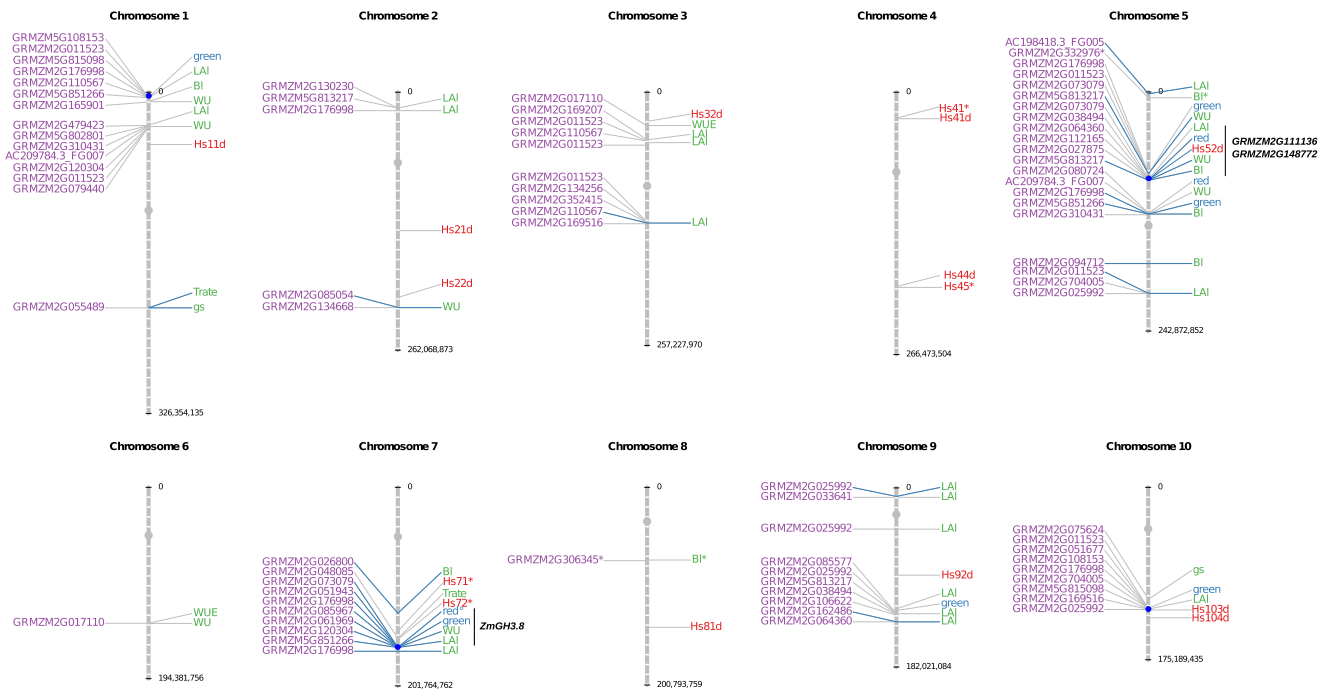 Chromosome 1
GRMZM5G108153
GRMZM2G011523
GRMZM5G815098
GRMZM2G176998
GRMZM2G110567
GRMZM5G851266
GRMZM2G165901
GRMZM2G479423
GRMZM5G802801
GRMZM2G310431
AC209784.3_FG007
GRMZM2G120304
GRMZM2G011523
GRMZM2G079440
GRMZM2G055489
0
green
LAI
BI
WU
LAI
WU
Hs11d
Trate
gs
326,354,135
Chromosome 2
GRMZM2G130230
GRMZM5G813217
GRMZM2G176998
GRMZM2G085054
GRMZM2G134668
0
LAI
LAI
Hs21d
Hs22d
WU
262,068,873
Chromosome 3
GRMZM2G017110
GRMZM2G169207
GRMZM2G011523
GRMZM2G110567
GRMZM2G011523
GRMZM2G011523
GRMZM2G134256
GRMZM2G352415
GRMZM2G110567
GRMZM2G169516
0
Hs32d
WUE
LAI
LAI
LAI
257,227,970
Chromosome 4
0
Hs41*
Hs41d
Hs44d
Hs45*
266,473,504
Chromosome 5
AC198418.3_FG005
GRMZM2G332976*
GRMZM2G176998
GRMZM2G011523
GRMZM2G073079
GRMZM5G813217
GRMZM2G073079
GRMZM2G038494
GRMZM2G064360
GRMZM2G112165
GRMZM2G027875
GRMZM5G813217
GRMZM2G080724
AC209784.3_FG007
GRMZM2G176998
GRMZM5G851266
GRMZM2G310431
GRMZM2G094712
GRMZM2G011523
GRMZM2G704005
GRMZM2G025992
0
LAI
BI*
green
WU
LAI
red
Hs52d
WU
BI
red
WU
green
BI
BI
LAI
GRMZM2G111136
GRMZM2G148772
242,872,852
Chromosome 6
GRMZM2G017110
0
WUE
WU
194,381,756
Chromosome 7
GRMZM2G026800
GRMZM2G048085
GRMZM2G073079
GRMZM2G051943
GRMZM2G176998
GRMZM2G085967
GRMZM2G061969
GRMZM2G120304
GRMZM5G851266
GRMZM2G176998
0
BI
Hs71*
Trate
Hs72*
red*
green
WU
LAI
LAI
ZmGH3.8
201,764,762
Chromosome 8
GRMZM2G306345*
0
BI*
Hs81d
200,793,759
Chromosome 9
GRMZM2G025992
GRMZM2G033641
GRMZM2G025992
GRMZM2G085577
GRMZM2G025992
GRMZM5G813217
GRMZM2G038494
GRMZM2G106622
GRMZM2G162486
GRMZM2G064360
0
LAI
LAI
LAI
Hs92d
LAI
green
LAI
LAI
182,021,084
Chromosome 10
GRMZM2G075624
GRMZM2G011523
GRMZM2G051677
GRMZM2G108153
GRMZM2G176998
GRMZM2G704005
GRMZM5G815098
GRMZM2G169516
GRMZM2G025992
0
gs
green
LAI
Hs103d
Hs104d
175,189,435